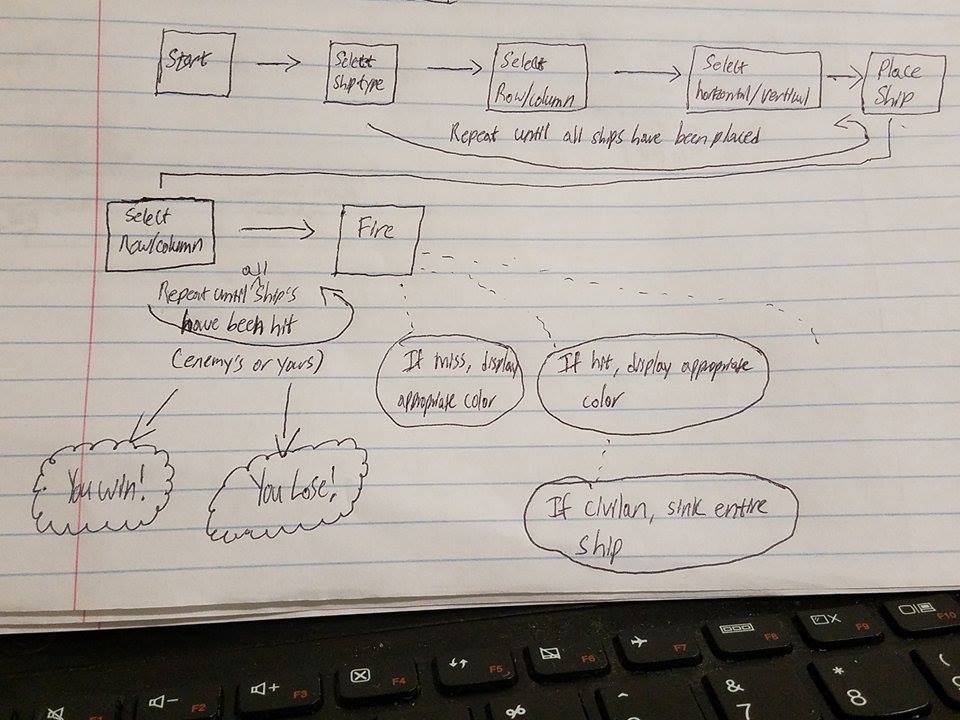 Start
Select
Ship type
Select
Row/column
Select
horizontal/vertical
Place
Ship
Repeat until all ships have been placed
Select
Row/column
Fire
all
Repeat until ship's
have been hit
(enemy's or yours)
If miss, display
appropriate color
If hit, display appropriate
color
You win!
You Lose!
If civilan, sink entire
ship
F1
F2
F3
F4
F5
F6
F7
F8
F9
F10
%
^
&
7
*
8
(